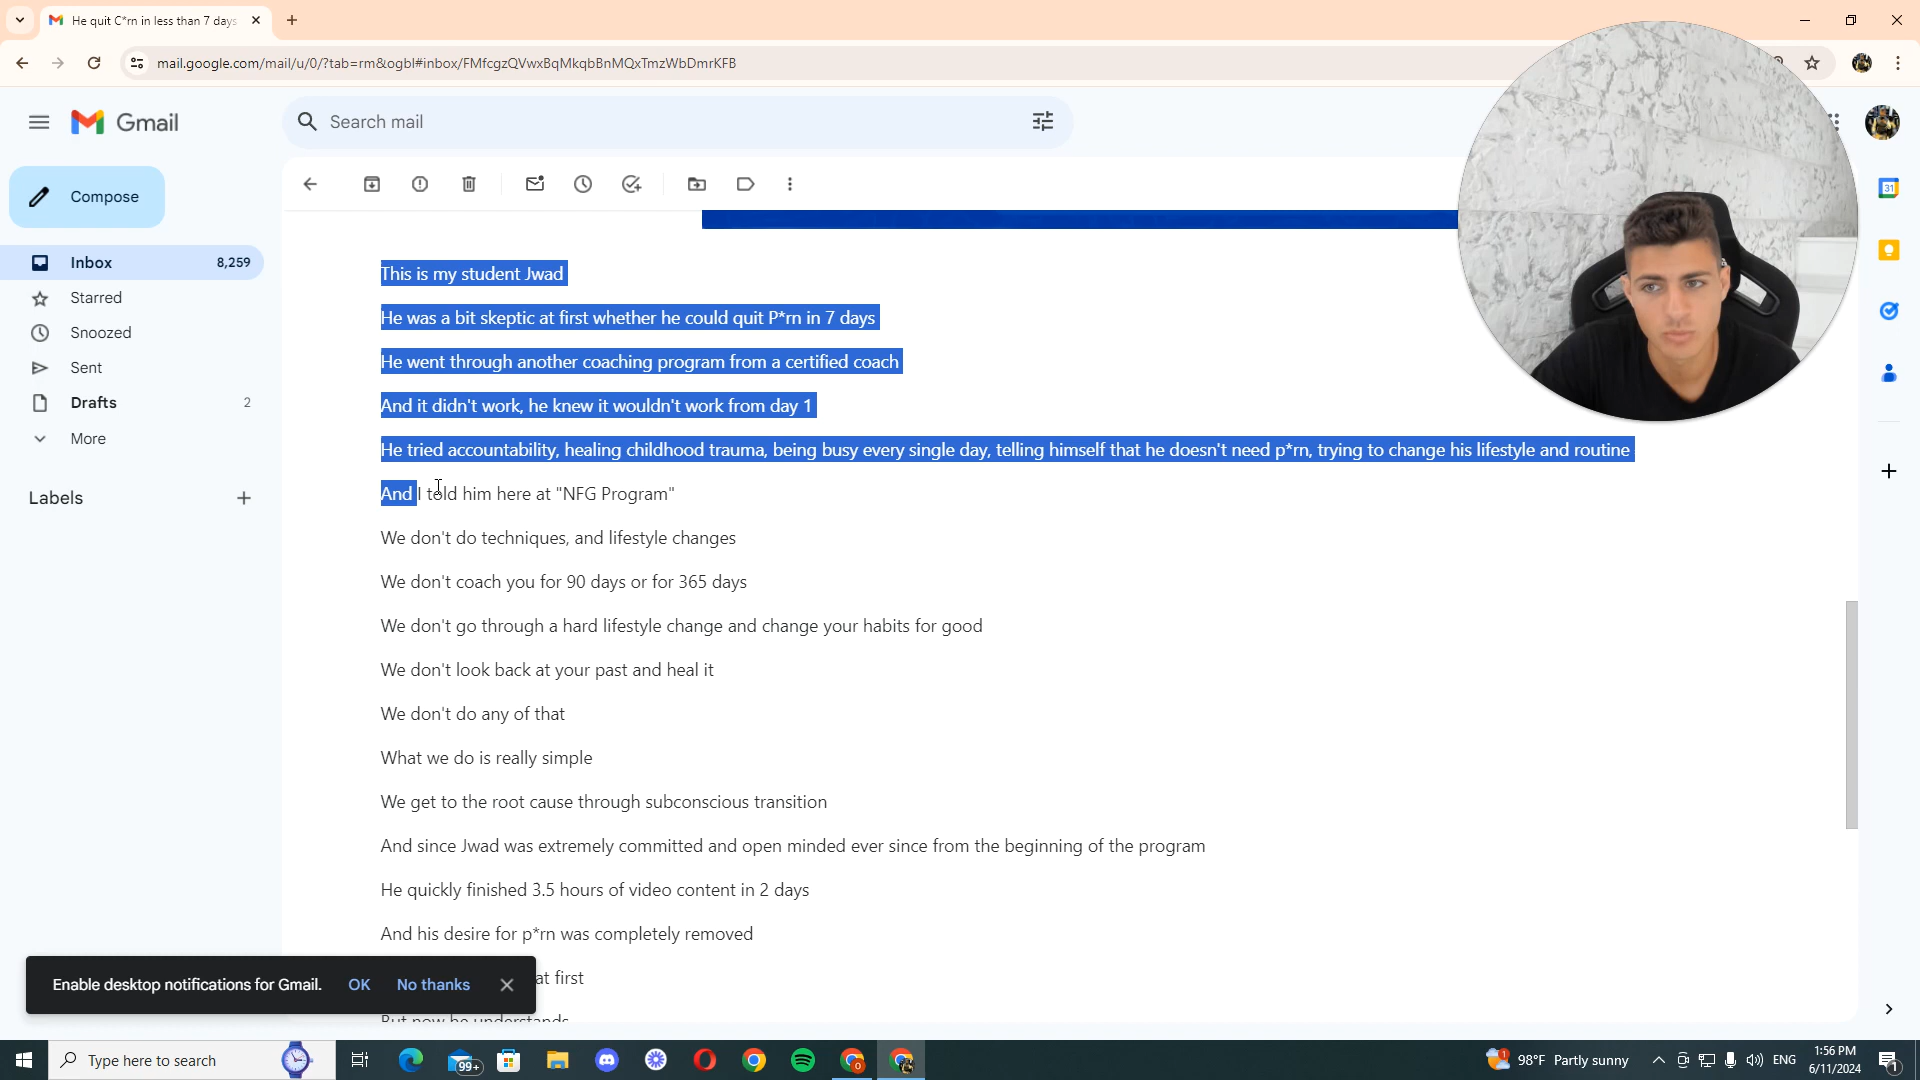 He quit C*rn in less than 7 days
mail.google.com/mail/u/0/?tab=rm&ogbl#inbox/FMfcgzQVwxBqMkqbBnMQxTmzWbDmrKFB
Gmail
Search mail
Compose
Inbox 8,259
Starred
Snoozed
Sent
Drafts 2
More
Labels
31
This is my student Jwad
He was a bit skeptic at first whether he could quit P*rn in 7 days
He went through another coaching program from a certified coach
And it didn't work, he knew it wouldn't work from day 1
He tried accountability, healing childhood trauma, being busy every single day, telling himself that he doesn't need p*rn, trying to change his lifestyle and routine
And I told him here at "NFG Program"
We don't do techniques, and lifestyle changes
We don't coach you for 90 days or for 365 days
We don't go through a hard lifestyle change and change your habits for good
We don't look back at your past and heal it
We don't do any of that
What we do is really simple
We get to the root cause through subconscious transition
And since Jwad was extremely committed and open minded ever since from the beginning of the program
He quickly finished 3.5 hours of video content in 2 days
And his desire for p*rn was completely removed
at first
But now he understands
Enable desktop notifications for Gmail. OK No thanks
Type here to search
99+
1
98°F Partly sunny
ENG
1:56 PM
6/11/2024
1